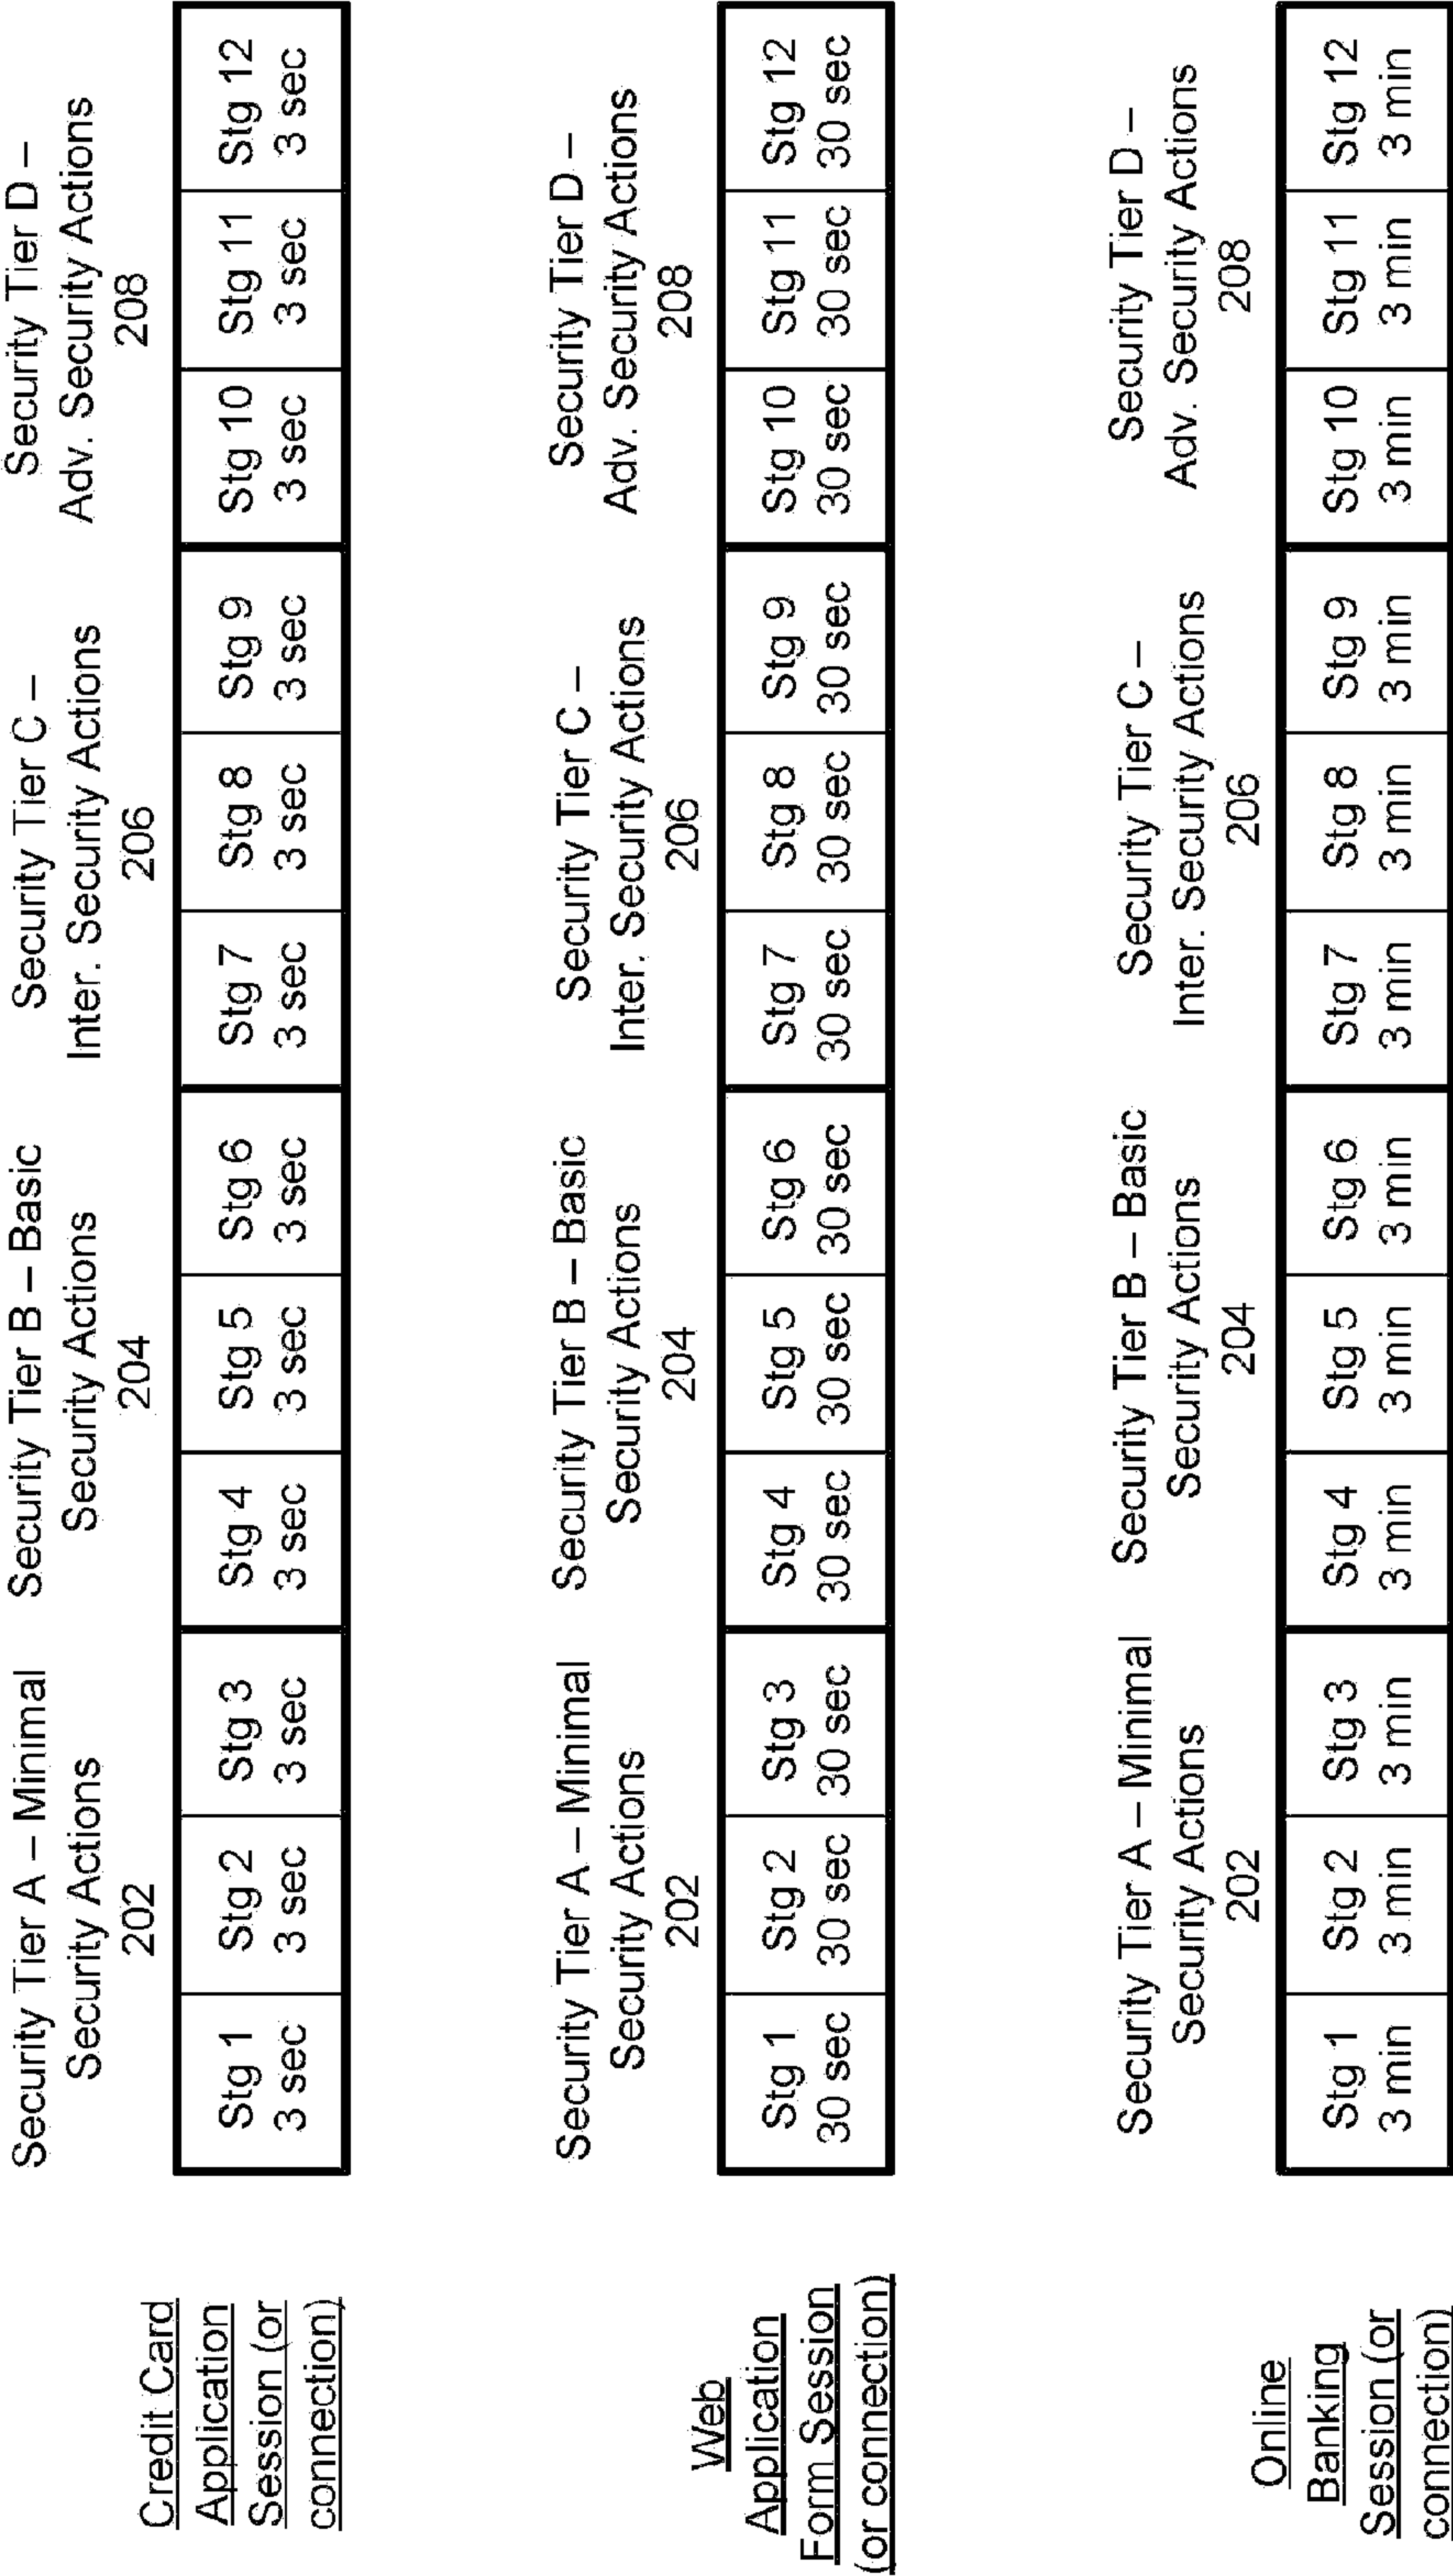 Credit Card
Application
Session (or
connection)
Security Tier A – Minimal
Security Actions
202
Security Tier B – Basic
Security Actions
204
Security Tier C –
Inter. Security Actions
206
Security Tier D –
Adv. Security Actions
208
Stg 1 Stg 2 Stg 3 Stg 4 Stg 5 Stg 6 Stg 7 Stg 8 Stg 9 Stg 10 Stg 11 Stg 12
3 sec 3 sec 3 sec 3 sec 3 sec 3 sec 3 sec 3 sec 3 sec 3 sec 3 sec 3 sec
Web
Application
Form Session
(or connection)
Security Tier A – Minimal
Security Actions
202
Security Tier B – Basic
Security Actions
204
Security Tier C –
Inter. Security Actions
206
Security Tier D –
Adv. Security Actions
208
Stg 1 Stg 2 Stg 3 Stg 4 Stg 5 Stg 6 Stg 7 Stg 8 Stg 9 Stg 10 Stg 11 Stg 12
30 sec 30 sec 30 sec 30 sec 30 sec 30 sec 30 sec 30 sec 30 sec 30 sec 30 sec 30 sec
Online
Banking
Session (or
connection)
Security Tier A – Minimal
Security Actions
202
Security Tier B – Basic
Security Actions
204
Security Tier C –
Inter. Security Actions
206
Security Tier D –
Adv. Security Actions
208
Stg 1 Stg 2 Stg 3 Stg 4 Stg 5 Stg 6 Stg 7 Stg 8 Stg 9 Stg 10 Stg 11 Stg 12
3 min 3 min 3 min 3 min 3 min 3 min 3 min 3 min 3 min 3 min 3 min 3 min